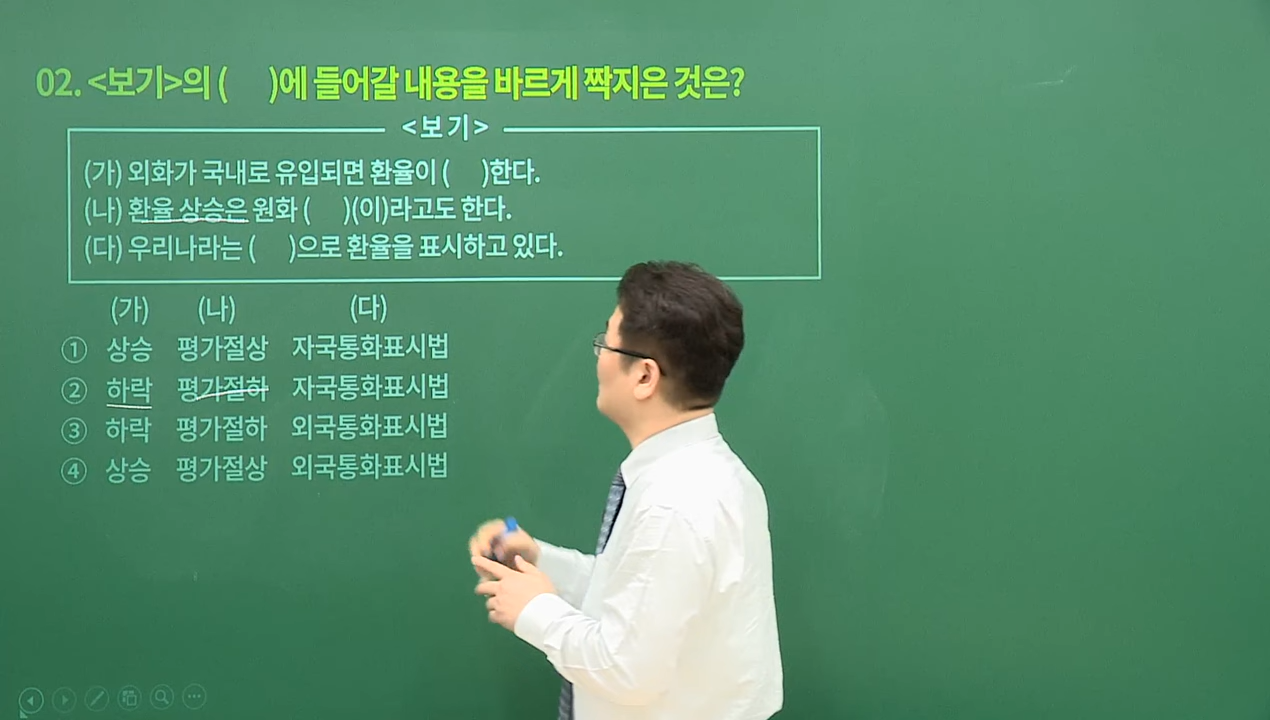 02. <보기>의 (    )에 들어갈 내용을 바르게 짝지은 것은?
<보기>
(가) 외화가 국내로 유입되면 환율이 (    )한다.
(나) 환율 상승은 원화 (    )(이)라고도 한다.
(다) 우리나라는 (    )으로 환율을 표시하고 있다.
(가) (나) (다)
① 상승 평가절상 자국통화표시법
② 하락 평가절하 자국통화표시법
③ 하락 평가절하 외국통화표시법
④ 상승 평가절상 외국통화표시법